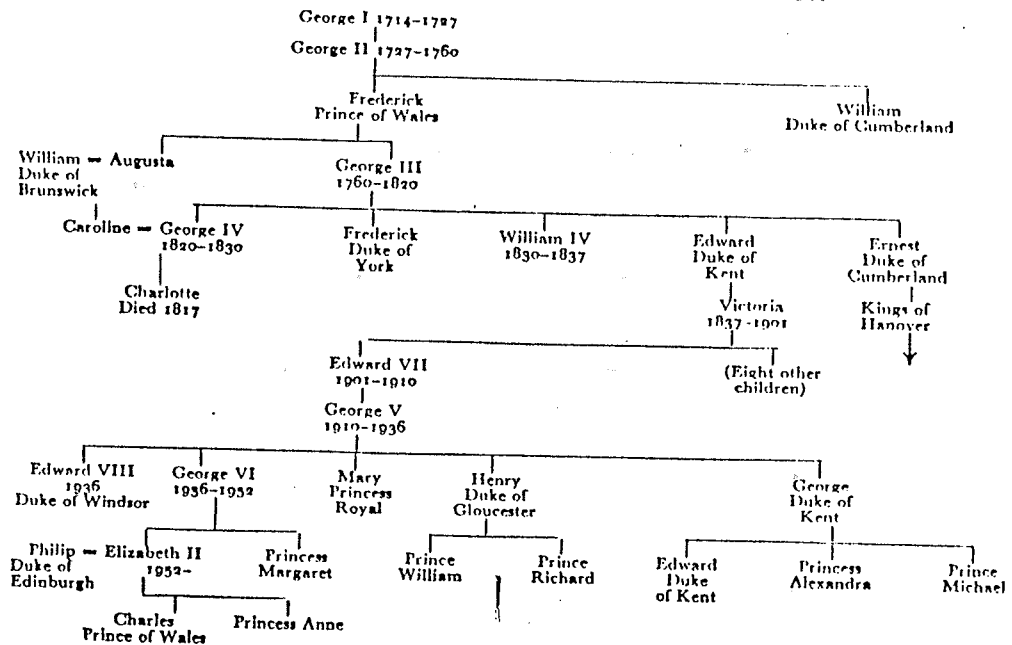 George I 1714-1727
George II 1727-1760
Frederick
Prince of Wales
William
Duke of Cumberland
William = Augusta
Duke of
Brunswick
George III
1760-1820
Caroline = George IV
1820-1830
Frederick
Duke of
York
William IV
1830-1837
Edward
Duke of
Kent
Ernest
Duke of
Cumberland
Charlotte
Died 1817
Victoria
1837-1901
Kings of
Hanover
Edward VII
1901-1910
(Eight other
children)
George V
1910-1936
Edward VIII
1936
Duke of Windsor
George VI
1936-1952
Mary
Princess
Royal
Henry
Duke of
Gloucester
George
Duke of
Kent
Philip = Elizabeth II
Duke of
Edinburgh
1952-
Princess
Margaret
Prince
William
Prince
Richard
Edward
Duke
of Kent
Princess
Alexandra
Prince
Michael
Charles
Prince of Wales
Princess Anne